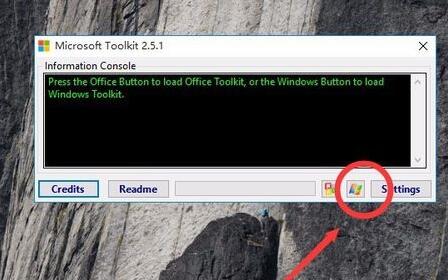 Microsoft Toolkit 2.5.1
Information Console
Press the Office Button to load Office Toolkit, or the Windows Button to load
Windows Toolkit.
Credits Readme Settings